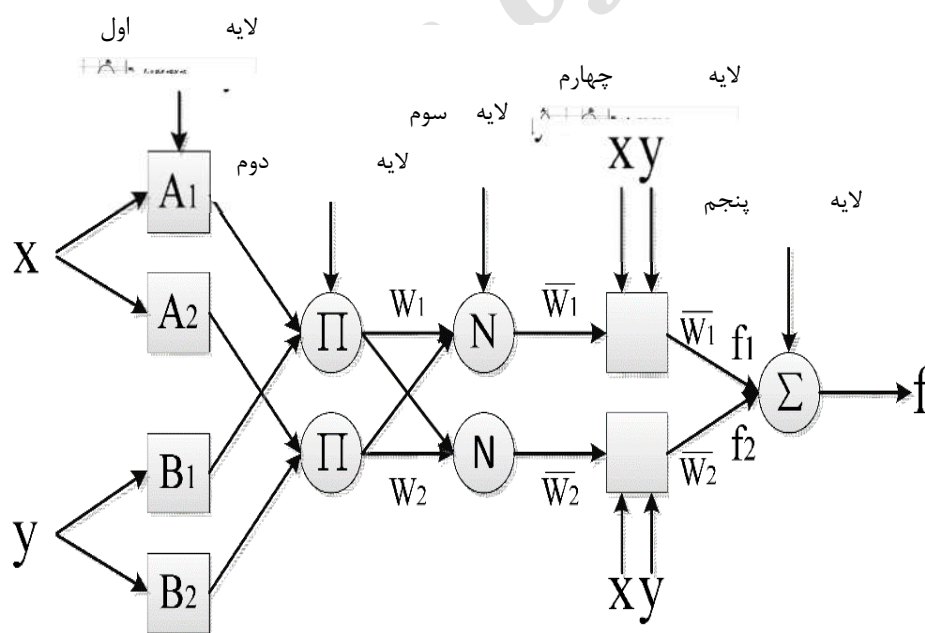 لایه اول
لایه چهارم
لایه سوم
لایه دوم
لایه پنجم
x y
A1
x
A2
Π W1 N W̅1 W̅1 f1
Σ f
Π W2 N W̅2 W̅2 f2
B1
y
B2
x y